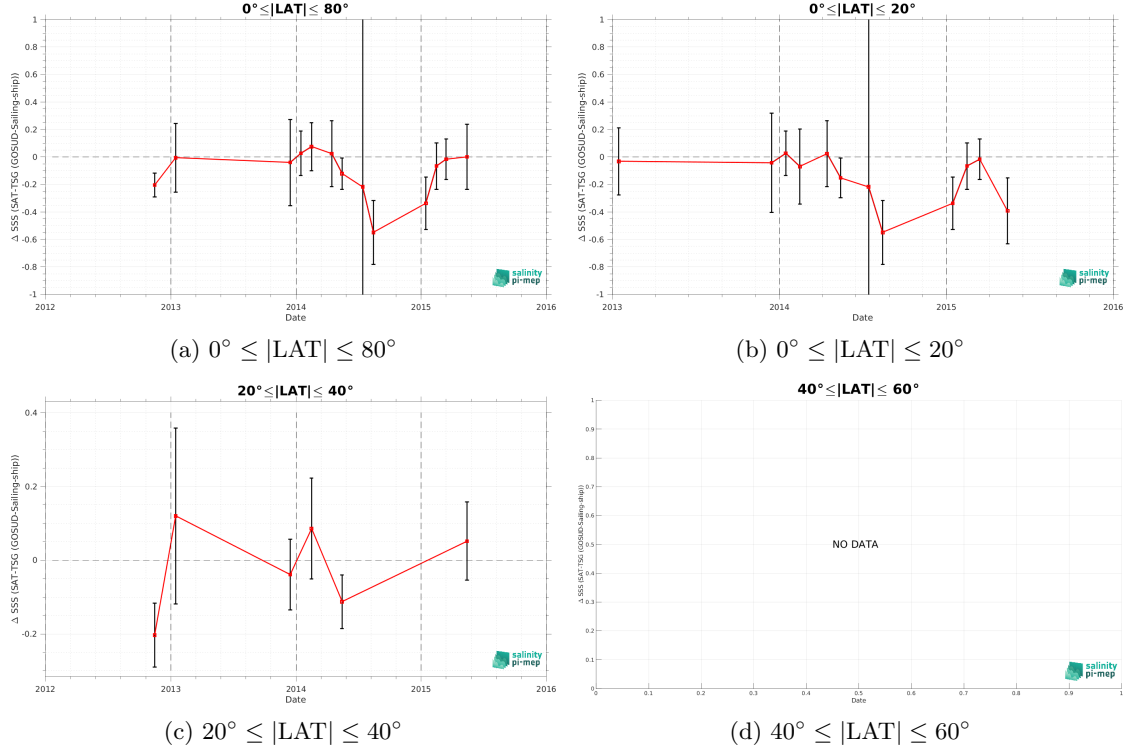 0°≤|LAT|≤ 80°
Δ SSS (SAT-TSG (GOSUD-Sailing-ship))
1
0.8
0.6
0.4
0.2
0
-0.2
-0.4
-0.6
-0.8
-1
2012
2013
2014
2015
2016
Date
salinity
pi-mep
(a) 0° ≤ |LAT| ≤ 80°
0°≤|LAT|≤ 20°
Δ SSS (SAT-TSG (GOSUD-Sailing-ship))
1
0.8
0.6
0.4
0.2
0
-0.2
-0.4
-0.6
-0.8
-1
2013
2014
2015
2016
Date
salinity
pi-mep
(b) 0° ≤ |LAT| ≤ 20°
20°≤|LAT|≤ 40°
Δ SSS (SAT-TSG (GOSUD-Sailing-ship))
0.4
0.2
0
-0.2
2012
2013
2014
2015
2016
Date
salinity
pi-mep
(c) 20° ≤ |LAT| ≤ 40°
40°≤|LAT|≤ 60°
Δ SSS (SAT-TSG (GOSUD-Sailing-ship))
1
0.9
0.8
0.7
0.6
0.5
0.4
0.3
0.2
0.1
0
NO DATA
0
0.1
0.2
0.3
0.4
0.5
0.6
0.7
0.8
0.9
1
Date
salinity
pi-mep
(d) 40° ≤ |LAT| ≤ 60°